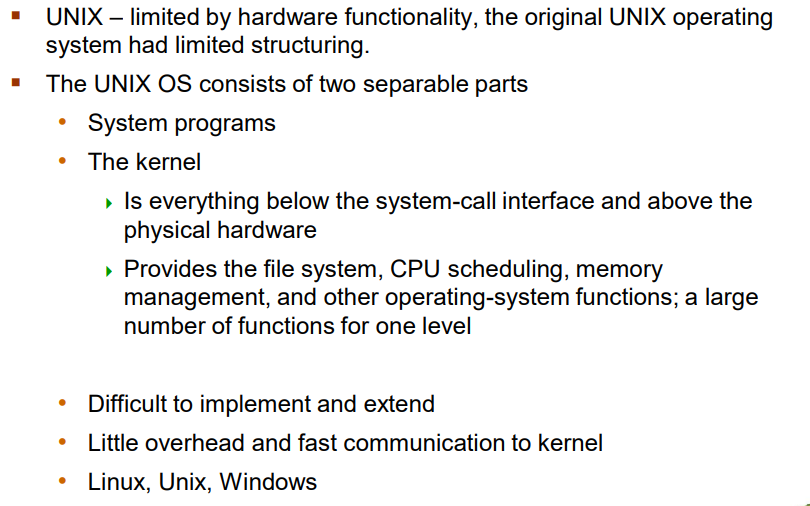 UNIX – limited by hardware functionality, the original UNIX operating
system had limited structuring.
The UNIX OS consists of two separable parts
System programs
The kernel
Is everything below the system-call interface and above the
physical hardware
Provides the file system, CPU scheduling, memory
management, and other operating-system functions; a large
number of functions for one level
Difficult to implement and extend
Little overhead and fast communication to kernel
Linux, Unix, Windows